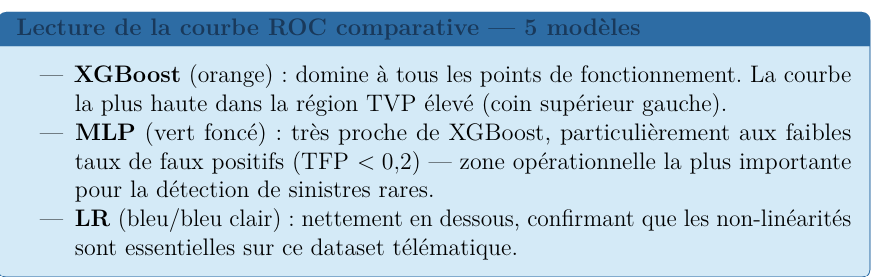 Lecture de la courbe ROC comparative — 5 modèles
— XGBoost (orange) : domine à tous les points de fonctionnement. La courbe
la plus haute dans la région TVP élevé (coin supérieur gauche).
— MLP (vert foncé) : très proche de XGBoost, particulièrement aux faibles
taux de faux positifs (TFP < 0,2) — zone opérationnelle la plus importante
pour la détection de sinistres rares.
— LR (bleu/bleu clair) : nettement en dessous, confirmant que les non-linéarités
sont essentielles sur ce dataset télématique.